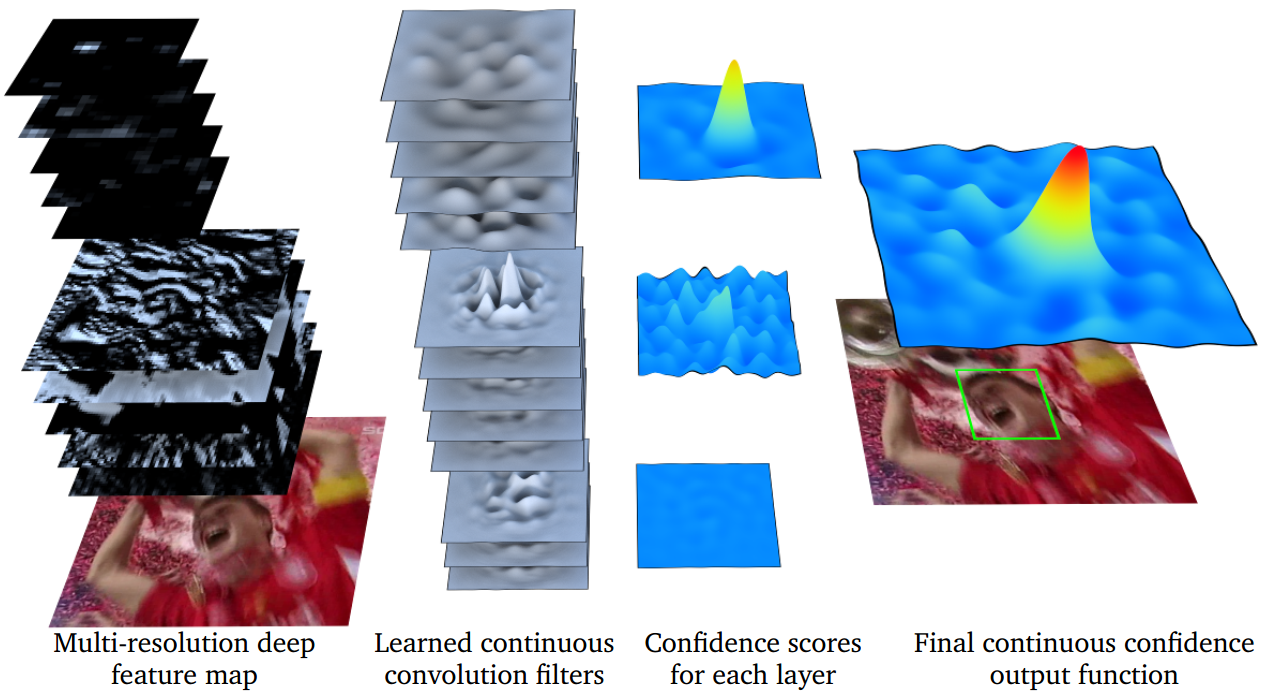 Multi-resolution deep
feature map
Learned continuous
convolution filters
Confidence scores
for each layer
Final continuous confidence
output function